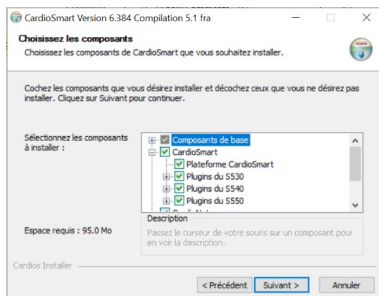 CardioSmart Version 6.384 Compilation 5.1 fra
Choisissez les composants
Choisissez les composants de CardioSmart que vous souhaitez installer.
Cochez les composants que vous désirez installer et décochez ceux que vous ne désirez pas
installer. Cliquez sur Suivant pour continuer.
Sélectionnez les composants
à installer :
Composants de base
CardioSmart
Plateforme CardioSmart
Plugins du S530
Plugins du S540
Plugins du S550
Description
Passez le curseur de votre souris sur un composant pour
en voir la description.
Espace requis : 95.0 Mo
Cardios Installer
< Précédent
Suivant >
Annuler